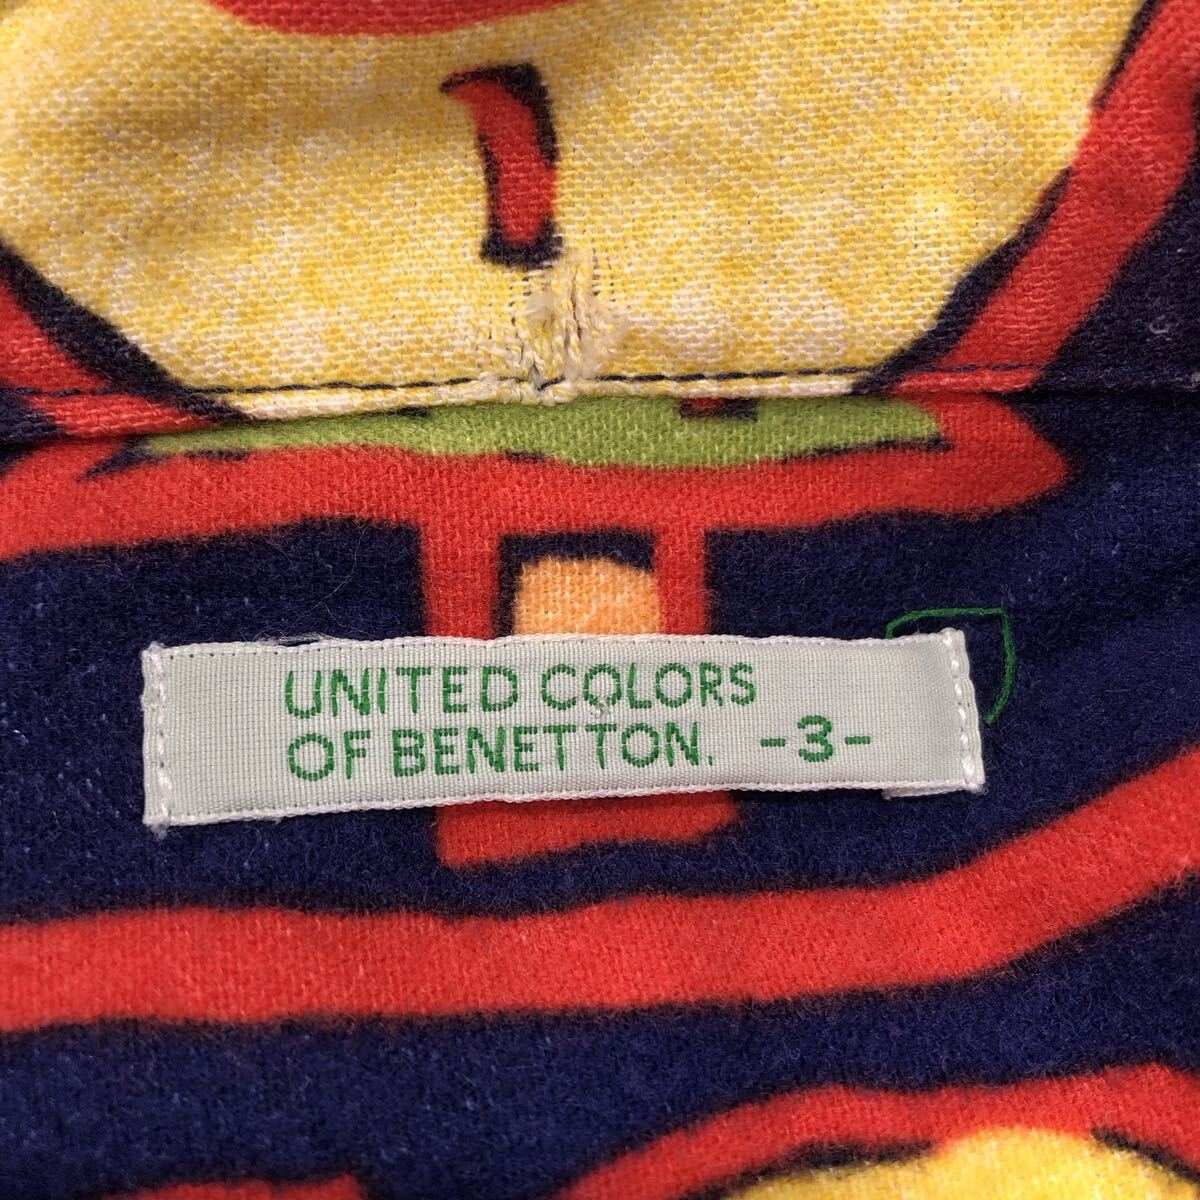 UNITED COLORS
OF BENETTON. -3-